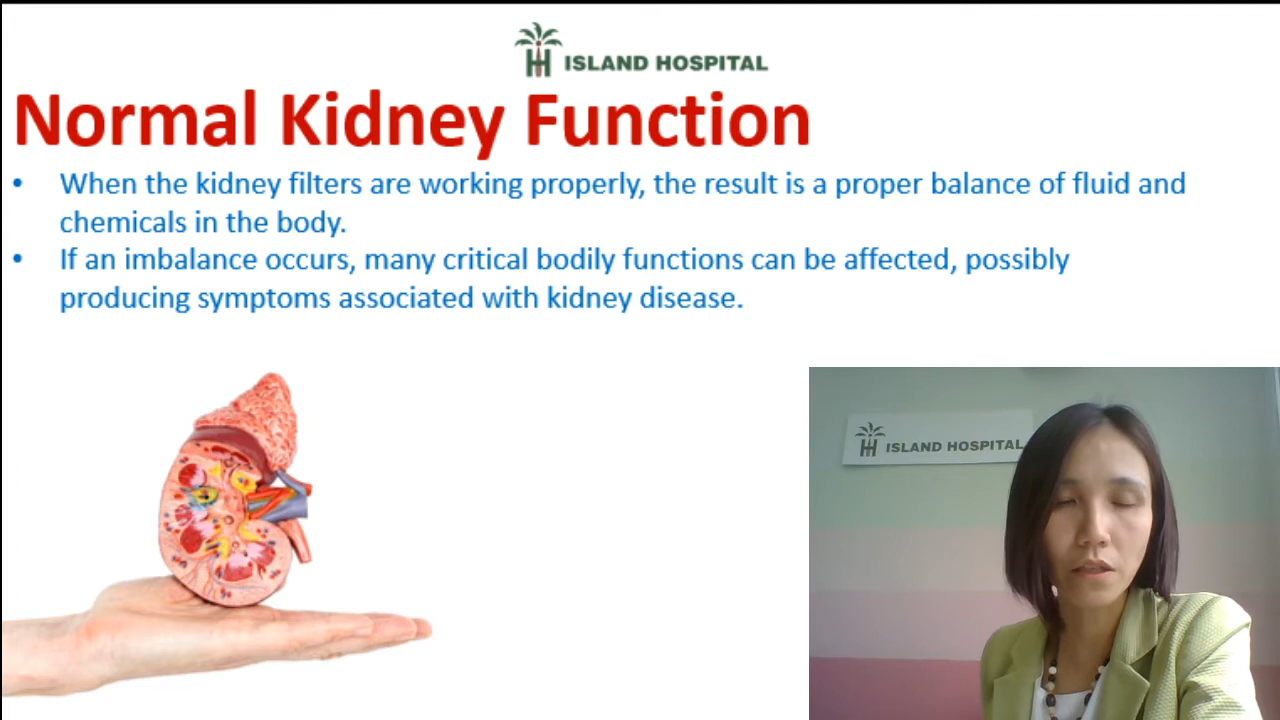 ISLAND HOSPITAL
Normal Kidney Function
• When the kidney filters are working properly, the result is a proper balance of fluid and
chemicals in the body.
• If an imbalance occurs, many critical bodily functions can be affected, possibly
producing symptoms associated with kidney disease.
ISLAND HOSPITAL